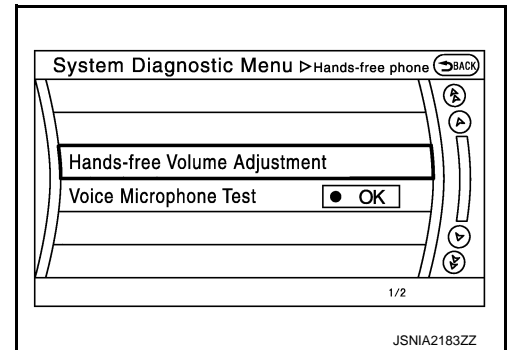 System Diagnostic Menu ▷Hands-free phone BACK
Hands-free Volume Adjustment
Voice Microphone Test ● OK
1/2
JSNIA2183ZZ